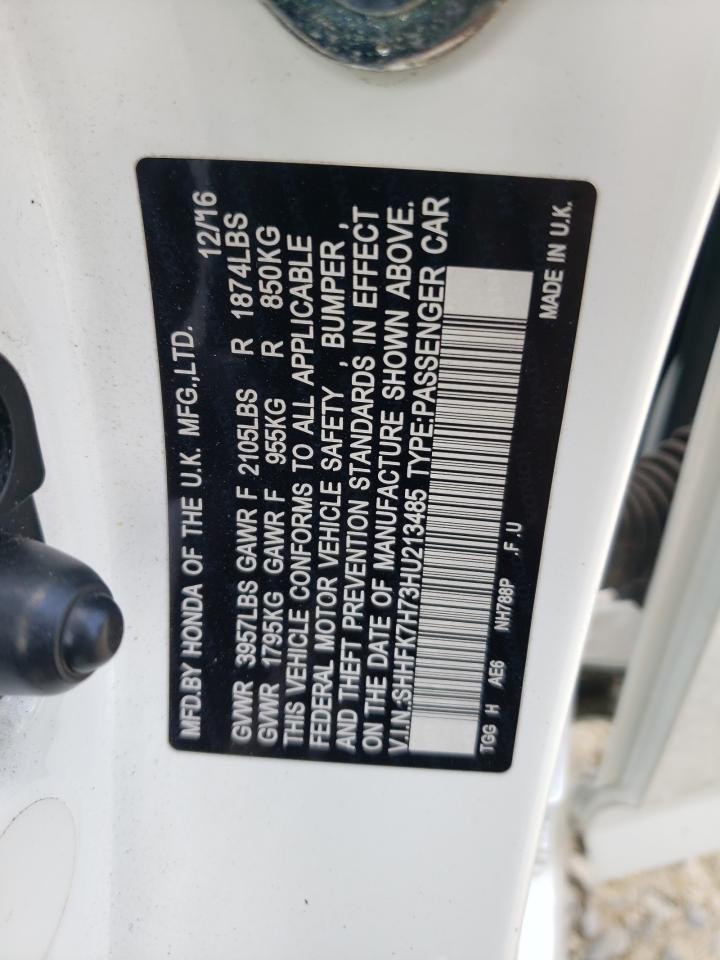 MFD.BY HONDA OF THE U.K. MFG.,LTD. 12/16
GVWR 3957LBS GAWR F 2105LBS R 1874LBS
GVWR 1795KG GAWR F 955KG R 850KG
THIS VEHICLE CONFORMS TO ALL APPLICABLE
FEDERAL MOTOR VEHICLE SAFETY , BUMPER ,
AND THEFT PREVENTION STANDARDS IN EFFECT
ON THE DATE OF MANUFACTURE SHOWN ABOVE.
V.I.N.:SHHFK7H73HU213485 TYPE:PASSENGER CAR
TGG H AE6 NH788P .F .U MADE IN U.K.